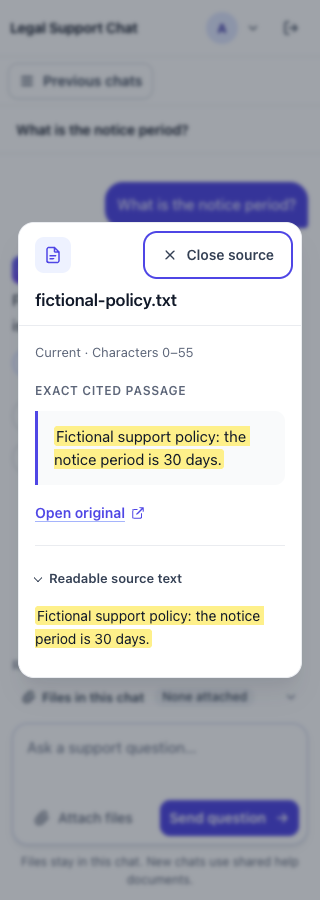 Legal Support Chat
A
Previous chats
What is the notice period?
What is the notice period?
Close source
fictional-policy.txt
Current · Characters 0–55
EXACT CITED PASSAGE
Fictional support policy: the
notice period is 30 days.
Open original
Readable source text
Fictional support policy: the notice
period is 30 days.
Files in this chat None attached
Ask a support question...
Attach files
Send question
Files stay in this chat. New chats use shared help
documents.